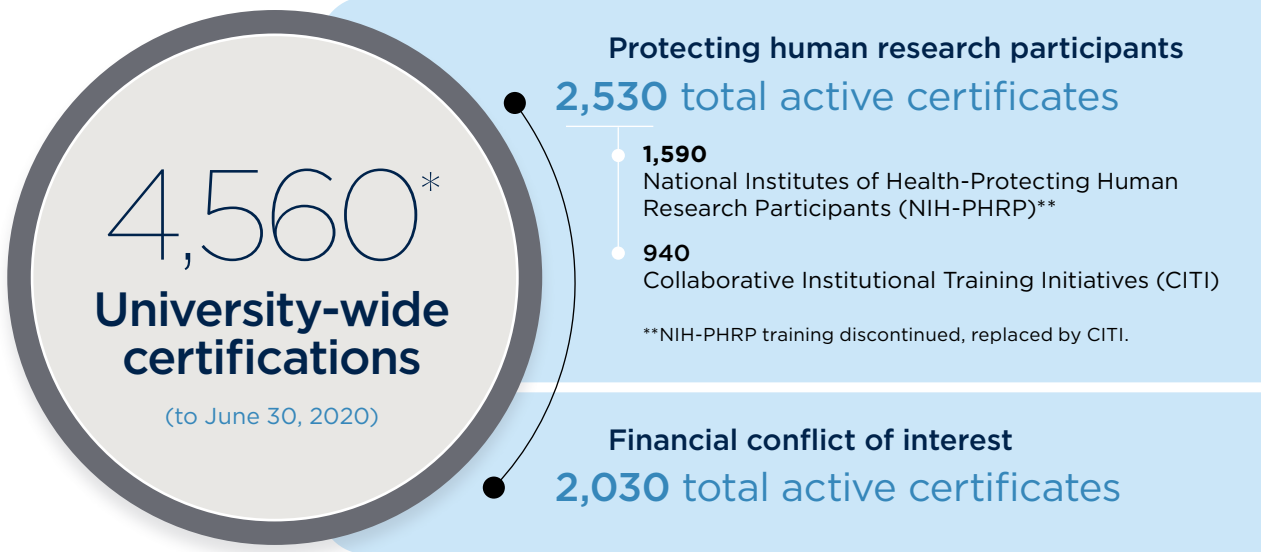 4,560*
University-wide
certifications
(to June 30, 2020)
Protecting human research participants
2,530 total active certificates
1,590
National Institutes of Health-Protecting Human
Research Participants (NIH-PHRP)**
940
Collaborative Institutional Training Initiatives (CITI)
**NIH-PHRP training discontinued, replaced by CITI.
Financial conflict of interest
2,030 total active certificates